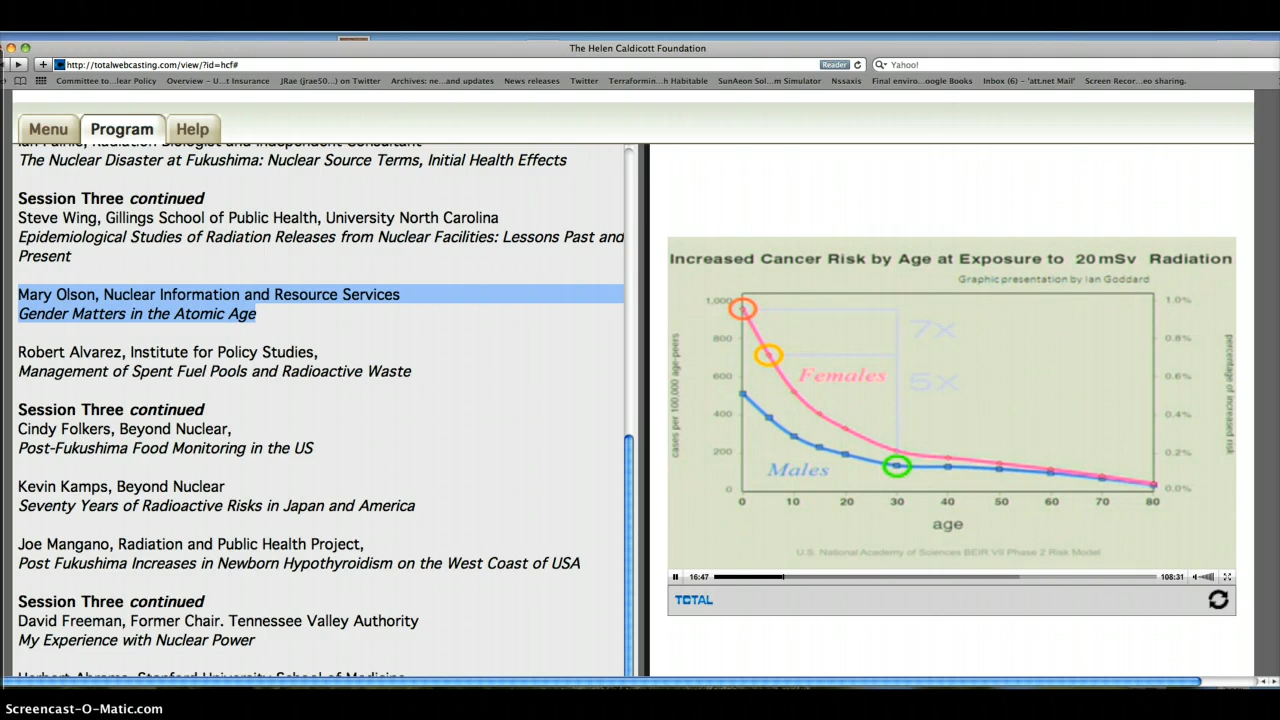 The Helen Caldicott Foundation
http://totalwebcasting.com/view/?id=hcf#
Reader
Yahoo!
Committee to...lear Policy Overview – U...t Insurance JRae (jrae50...) on Twitter Archives: ne...and updates News releases Twitter Terraformin...h Habitable SunAeon Sol...m Simulator Nssaxis Final enviro...oogle Books Inbox (6) – 'att.net Mail' Screen Recor...eo sharing.
Menu Program Help
The Nuclear Disaster at Fukushima: Nuclear Source Terms, Initial Health Effects
Session Three continued
Steve Wing, Gillings School of Public Health, University North Carolina
Epidemiological Studies of Radiation Releases from Nuclear Facilities: Lessons Past and
Present
Mary Olson, Nuclear Information and Resource Services
Gender Matters in the Atomic Age
Robert Alvarez, Institute for Policy Studies,
Management of Spent Fuel Pools and Radioactive Waste
Session Three continued
Cindy Folkers, Beyond Nuclear,
Post-Fukushima Food Monitoring in the US
Kevin Kamps, Beyond Nuclear
Seventy Years of Radioactive Risks in Japan and America
Joe Mangano, Radiation and Public Health Project,
Post Fukushima Increases in Newborn Hypothyroidism on the West Coast of USA
Session Three continued
David Freeman, Former Chair. Tennessee Valley Authority
My Experience with Nuclear Power
Increased Cancer Risk by Age at Exposure to 20 mSv Radiation
Graphic presentation by Ian Goddard
1,000
800
600
400
200
0
cases per 100,000 age-peers
1.0%
0.8%
0.6%
0.4%
0.2%
0.0%
percentage of increased risk
7x
5x
Females
Males
0 10 20 30 40 50 60 70 80
age
U.S. National Academy of Sciences BEIR VII Phase 2 Risk Model
16:47
108:31
TOTAL
Screencast-O-Matic.com